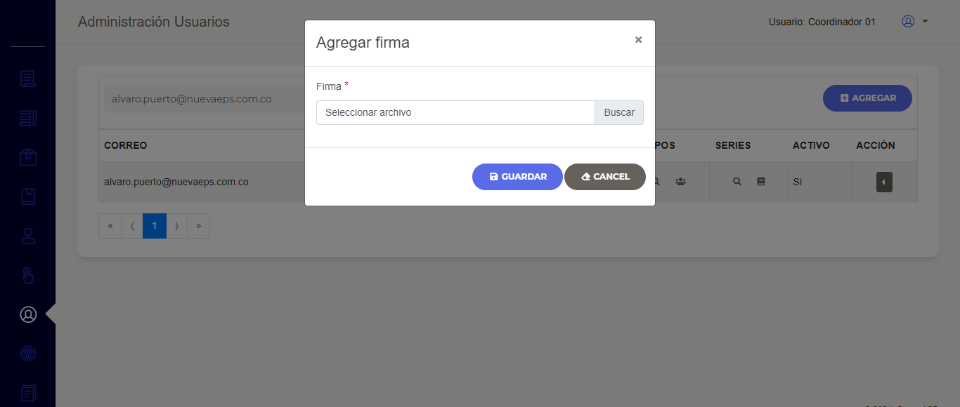 Administración Usuarios
Usuario: Coordinador 01
Agregar firma
×
Firma *
Seleccionar archivo
Buscar
GUARDAR
CANCEL
alvaro.puerto@nuevaeps.com.co
AGREGAR
CORREO
POS
SERIES
ACTIVO
ACCIÓN
alvaro.puerto@nuevaeps.com.co
Si
« ⟨ 1 ⟩ »